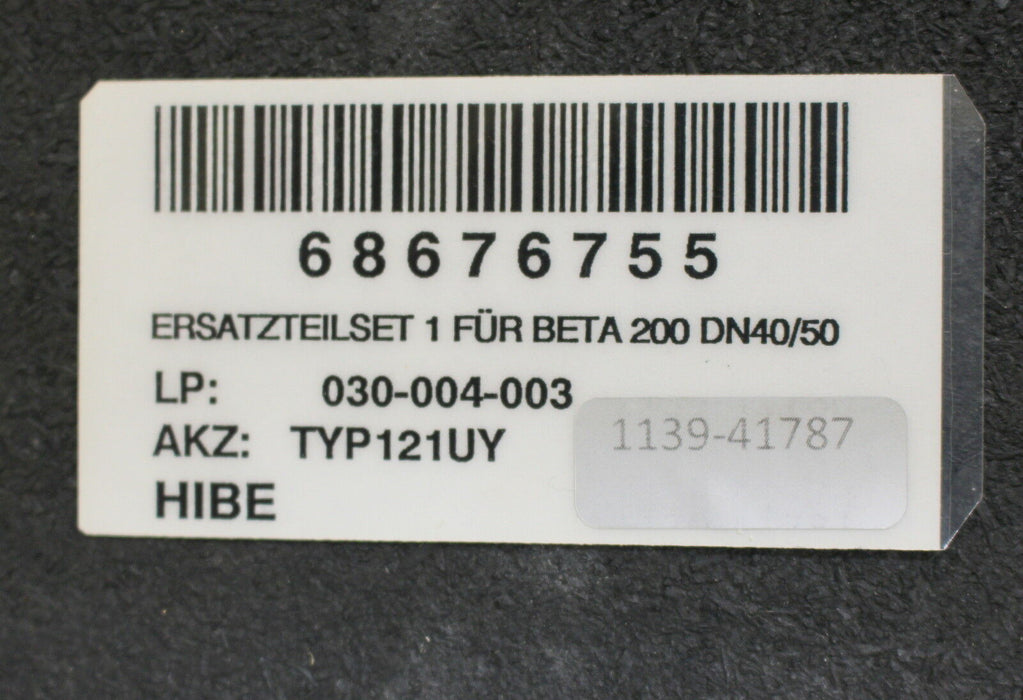 68676755
ERSATZTEILSET 1 FÜR BETA 200 DN40/50
LP: 030-004-003
AKZ: TYP121UY
1139-41787
HIBE